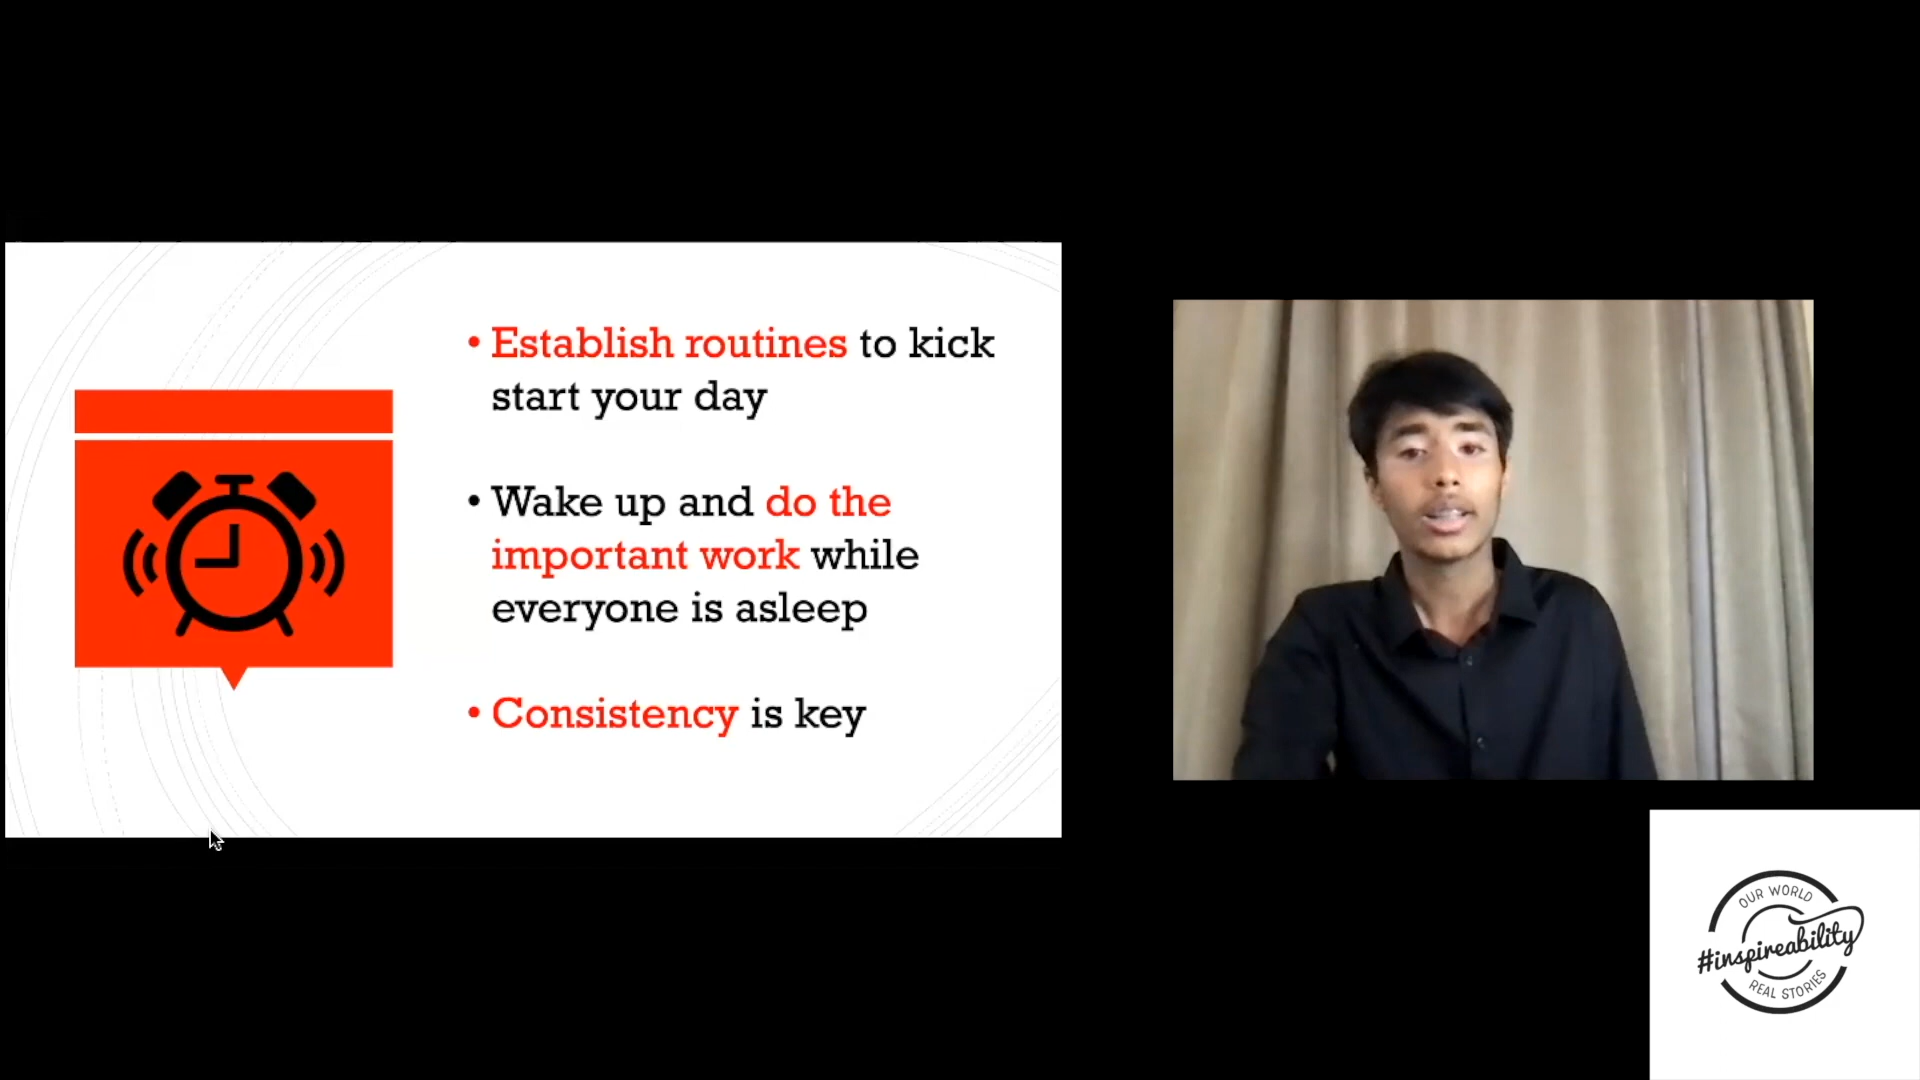 • Establish routines to kick
start your day
• Wake up and do the
important work while
everyone is asleep
• Consistency is key
OUR WORLD
#inspireability
REAL STORIES